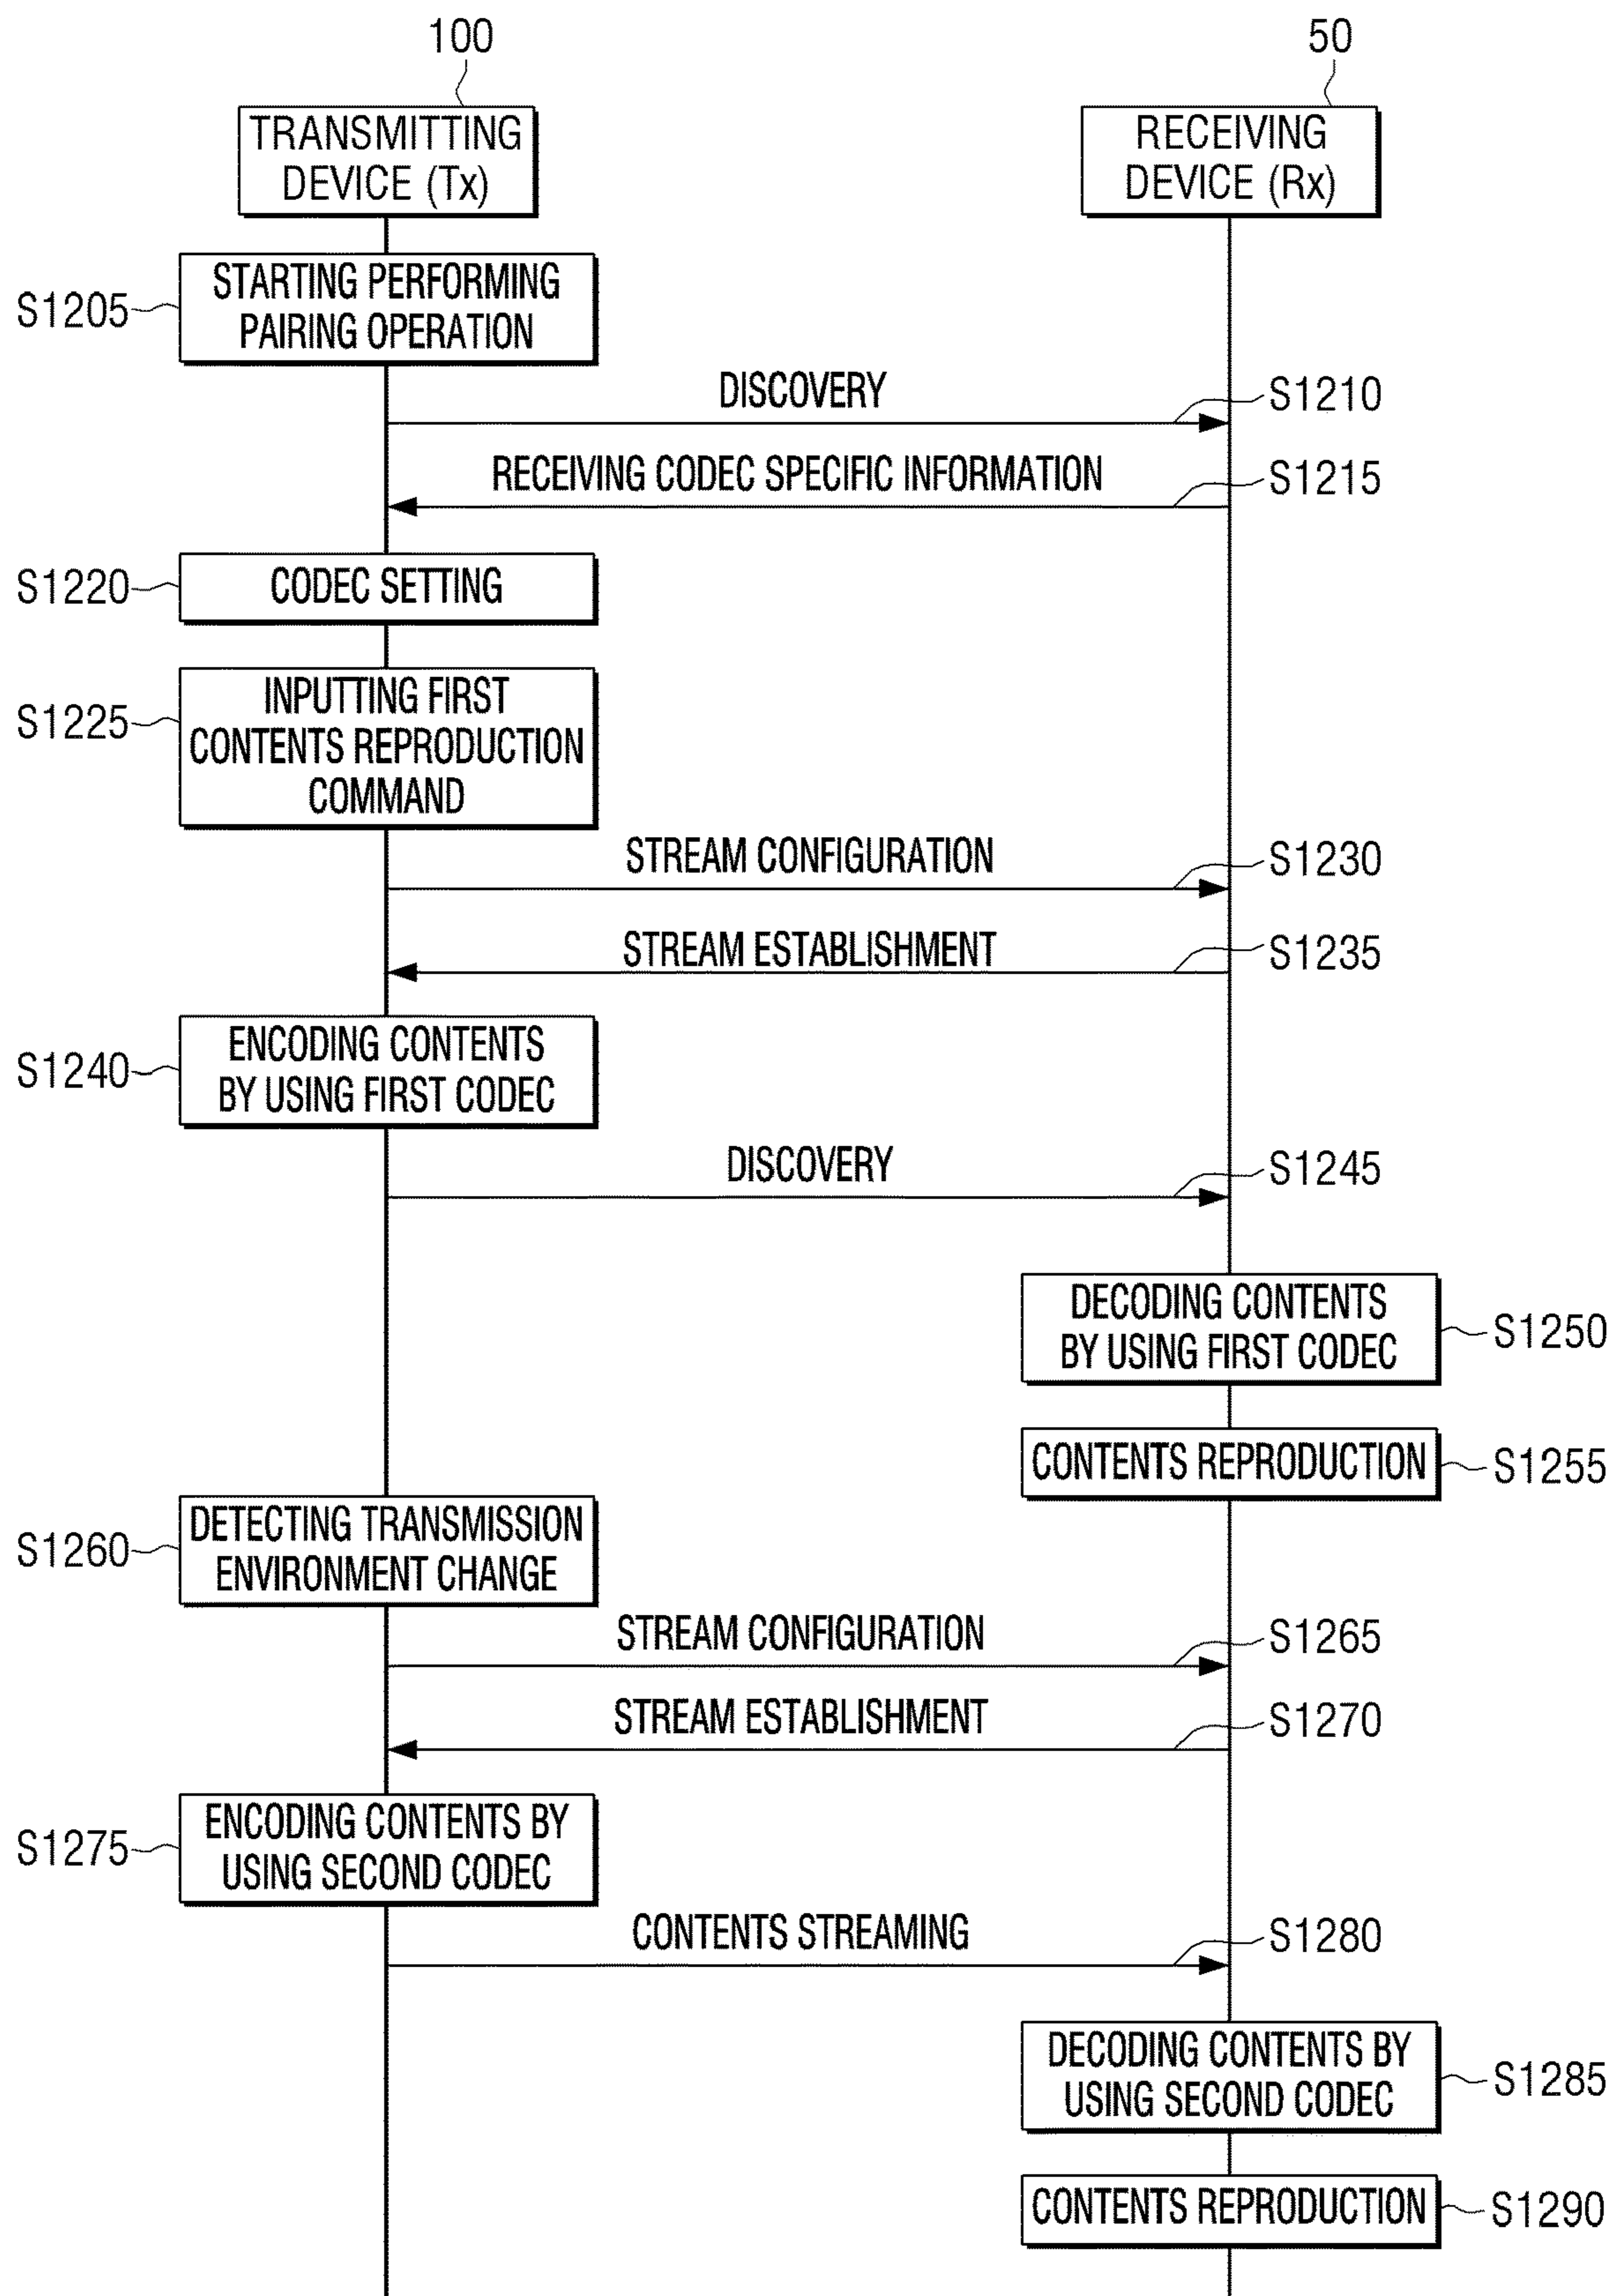 100
50
TRANSMITTING
DEVICE (Tx)
RECEIVING
DEVICE (Rx)
S1205
STARTING PERFORMING
PAIRING OPERATION
DISCOVERY
S1210
RECEIVING CODEC SPECIFIC INFORMATION
S1215
S1220
CODEC SETTING
S1225
INPUTTING FIRST
CONTENTS REPRODUCTION
COMMAND
STREAM CONFIGURATION
S1230
STREAM ESTABLISHMENT
S1235
S1240
ENCODING CONTENTS
BY USING FIRST CODEC
DISCOVERY
S1245
DECODING CONTENTS
BY USING FIRST CODEC
S1250
CONTENTS REPRODUCTION
S1255
S1260
DETECTING TRANSMISSION
ENVIRONMENT CHANGE
STREAM CONFIGURATION
S1265
STREAM ESTABLISHMENT
S1270
S1275
ENCODING CONTENTS BY
USING SECOND CODEC
CONTENTS STREAMING
S1280
DECODING CONTENTS BY
USING SECOND CODEC
S1285
CONTENTS REPRODUCTION
S1290